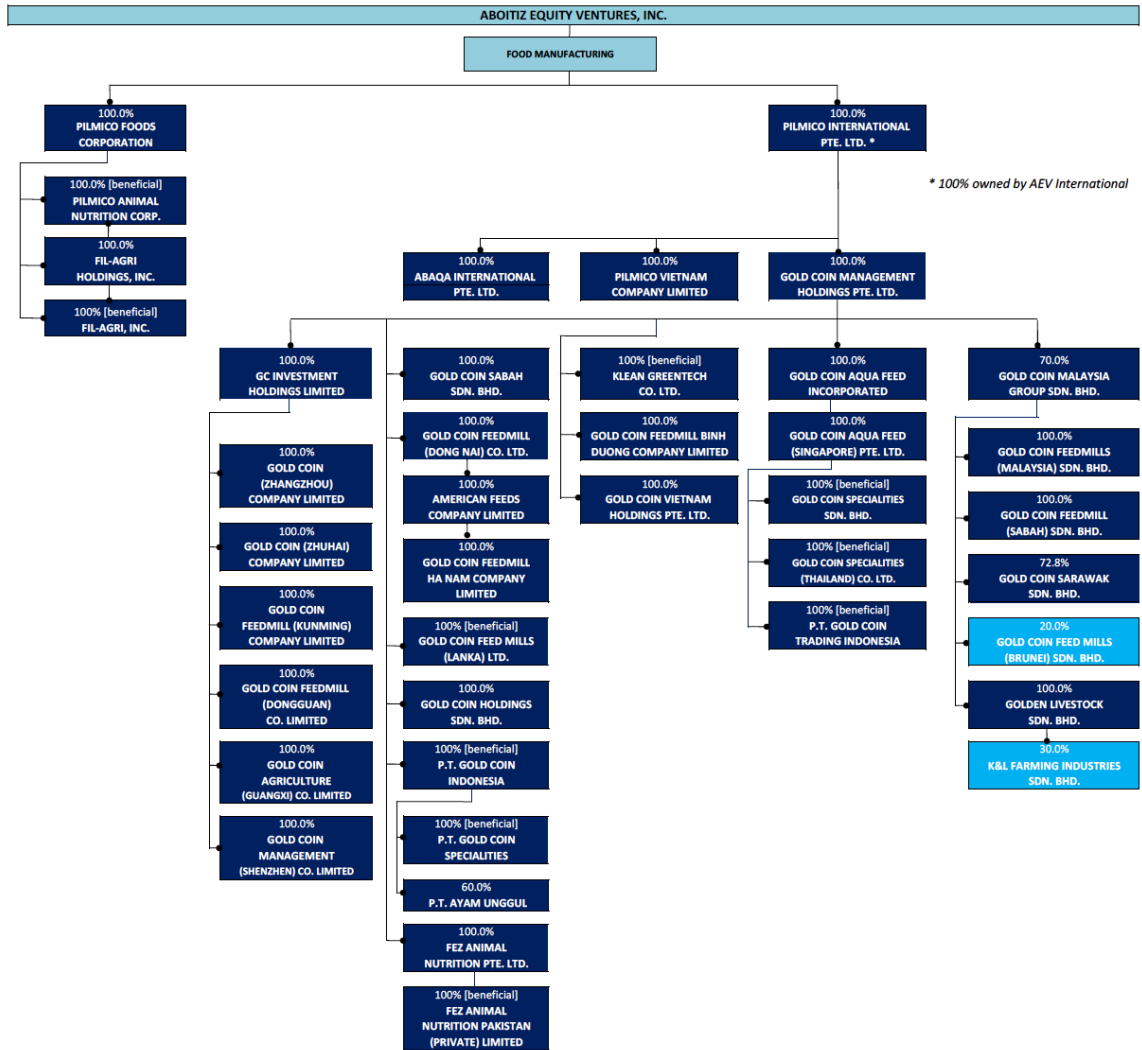 ABOITIZ EQUITY VENTURES, INC.
FOOD MANUFACTURING
100.0%
PILMICO FOODS
CORPORATION
100.0% [beneficial]
PILMICO ANIMAL
NUTRITION CORP.
100.0%
FIL-AGRI
HOLDINGS, INC.
100% [beneficial]
FIL-AGRI, INC.
100.0%
PILMICO INTERNATIONAL
PTE. LTD. *
* 100% owned by AEV International
100.0%
ABAQA INTERNATIONAL
PTE. LTD.
100.0%
PILMICO VIETNAM
COMPANY LIMITED
100.0%
GOLD COIN MANAGEMENT
HOLDINGS PTE. LTD.
100.0%
GC INVESTMENT
HOLDINGS LIMITED
100.0%
GOLD COIN
(ZHANGZHOU)
COMPANY LIMITED
100.0%
GOLD COIN (ZHUHAI)
COMPANY LIMITED
100.0%
GOLD COIN
FEEDMILL (KUNMING)
COMPANY LIMITED
100.0%
GOLD COIN FEEDMILL
(DONGGUAN)
CO. LIMITED
100.0%
GOLD COIN
AGRICULTURE
(GUANGXI) CO. LIMITED
100.0%
GOLD COIN
MANAGEMENT
(SHENZHEN) CO. LIMITED
100.0%
GOLD COIN SABAH
SDN. BHD.
100.0%
GOLD COIN FEEDMILL
(DONG NAI) CO. LTD.
100.0%
AMERICAN FEEDS
COMPANY LIMITED
100.0%
GOLD COIN FEEDMILL
HA NAM COMPANY
LIMITED
100% [beneficial]
GOLD COIN FEED MILLS
(LANKA) LTD.
100.0%
GOLD COIN HOLDINGS
SDN. BHD.
100% [beneficial]
P.T. GOLD COIN
INDONESIA
100% [beneficial]
P.T. GOLD COIN
SPECIALITIES
60.0%
P.T. AYAM UNGGUL
100.0%
FEZ ANIMAL
NUTRITION PTE. LTD.
100% [beneficial]
FEZ ANIMAL
NUTRITION PAKISTAN
(PRIVATE) LIMITED
100% [beneficial]
KLEAN GREENTECH
CO. LTD.
100.0%
GOLD COIN FEEDMILL BINH
DUONG COMPANY LIMITED
100.0%
GOLD COIN VIETNAM
HOLDINGS PTE. LTD.
100.0%
GOLD COIN AQUA FEED
INCORPORATED
100.0%
GOLD COIN AQUA FEED
(SINGAPORE) PTE. LTD.
100% [beneficial]
GOLD COIN SPECIALITIES
SDN. BHD.
100% [beneficial]
GOLD COIN SPECIALITIES
(THAILAND) CO. LTD.
100% [beneficial]
P.T. GOLD COIN
TRADING INDONESIA
70.0%
GOLD COIN MALAYSIA
GROUP SDN. BHD.
100.0%
GOLD COIN FEEDMILLS
(MALAYSIA) SDN. BHD.
100.0%
GOLD COIN FEEDMILL
(SABAH) SDN. BHD.
72.8%
GOLD COIN SARAWAK
SDN. BHD.
20.0%
GOLD COIN FEED MILLS
(BRUNEI) SDN. BHD.
100.0%
GOLDEN LIVESTOCK
SDN. BHD.
30.0%
K&L FARMING INDUSTRIES
SDN. BHD.